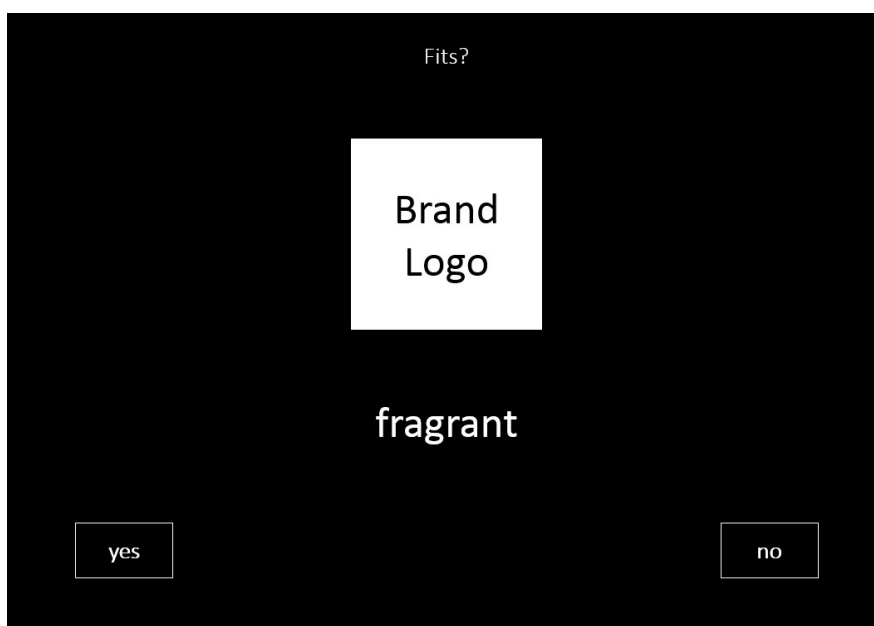 Fits?
Brand
Logo
fragrant
yes
no